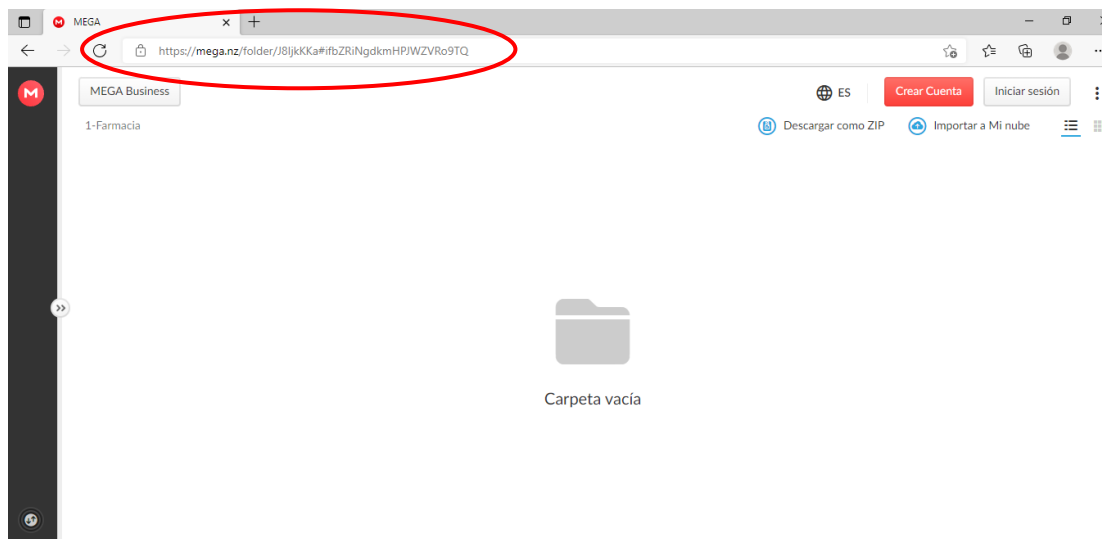 MEGA
https://mega.nz/folder/J8IjkKKa#ifbZRiNgdkmHPJWZVRo9TQ
M
MEGA Business
ES
Crear Cuenta
Iniciar sesión
1-Farmacia
Descargar como ZIP
Importar a Mi nube
Carpeta vacía